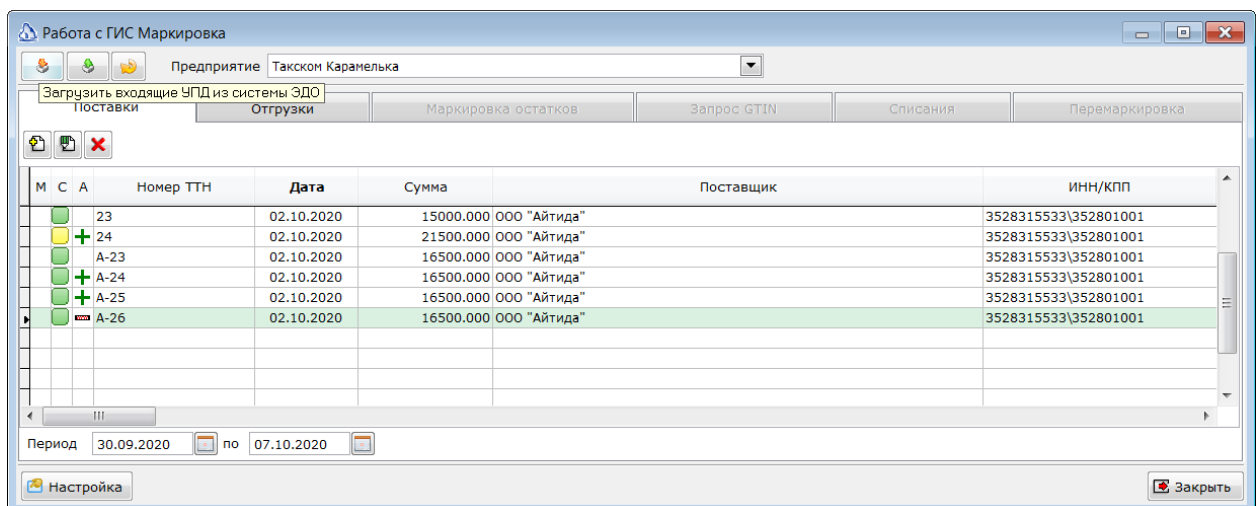 Работа с ГИС Маркировка
Предприятие Такском Карамелька
Загрузить входящие УПД из системы ЭДО
Поставки Отгрузки Маркировка остатков Запрос GTIN Списания Перемаркировка
М С А Номер ТТН Дата Сумма Поставщик ИНН/КПП
23 02.10.2020 15000.000 ООО "Айтида" 3528315533\352801001
24 02.10.2020 21500.000 ООО "Айтида" 3528315533\352801001
А-23 02.10.2020 16500.000 ООО "Айтида" 3528315533\352801001
А-24 02.10.2020 16500.000 ООО "Айтида" 3528315533\352801001
А-25 02.10.2020 16500.000 ООО "Айтида" 3528315533\352801001
А-26 02.10.2020 16500.000 ООО "Айтида" 3528315533\352801001
Период 30.09.2020 по 07.10.2020
Настройка Закрыть